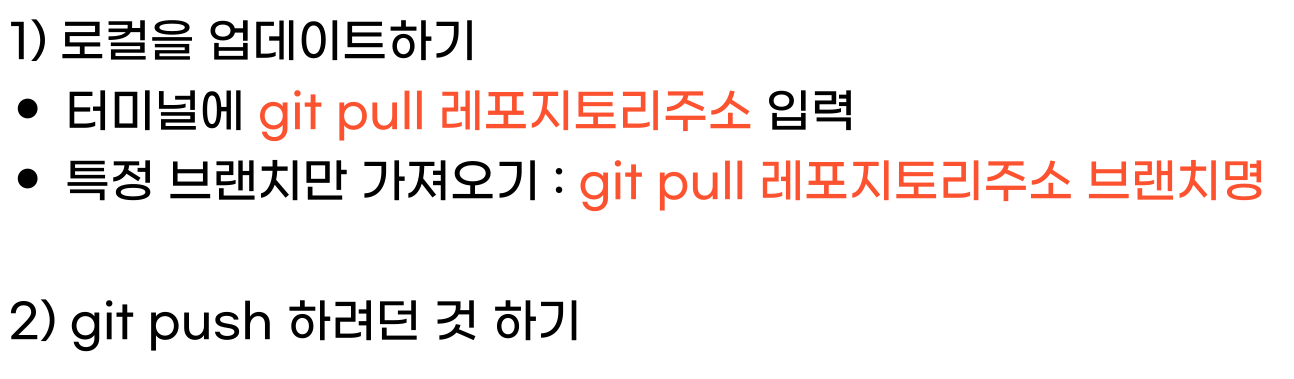 1) 로컬을 업데이트하기
• 터미널에 git pull 레포지토리주소 입력
• 특정 브랜치만 가져오기 : git pull 레포지토리주소 브랜치명
2) git push 하려던 것 하기